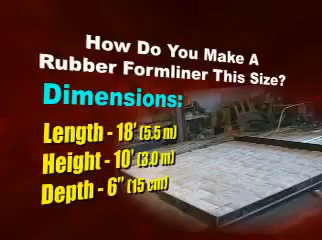 How Do You Make A
Rubber Formliner This Size?
Dimensions:
Length - 18' (5.5 m)
Height - 10' (3.0 m)
Depth - 6" (15 cm)